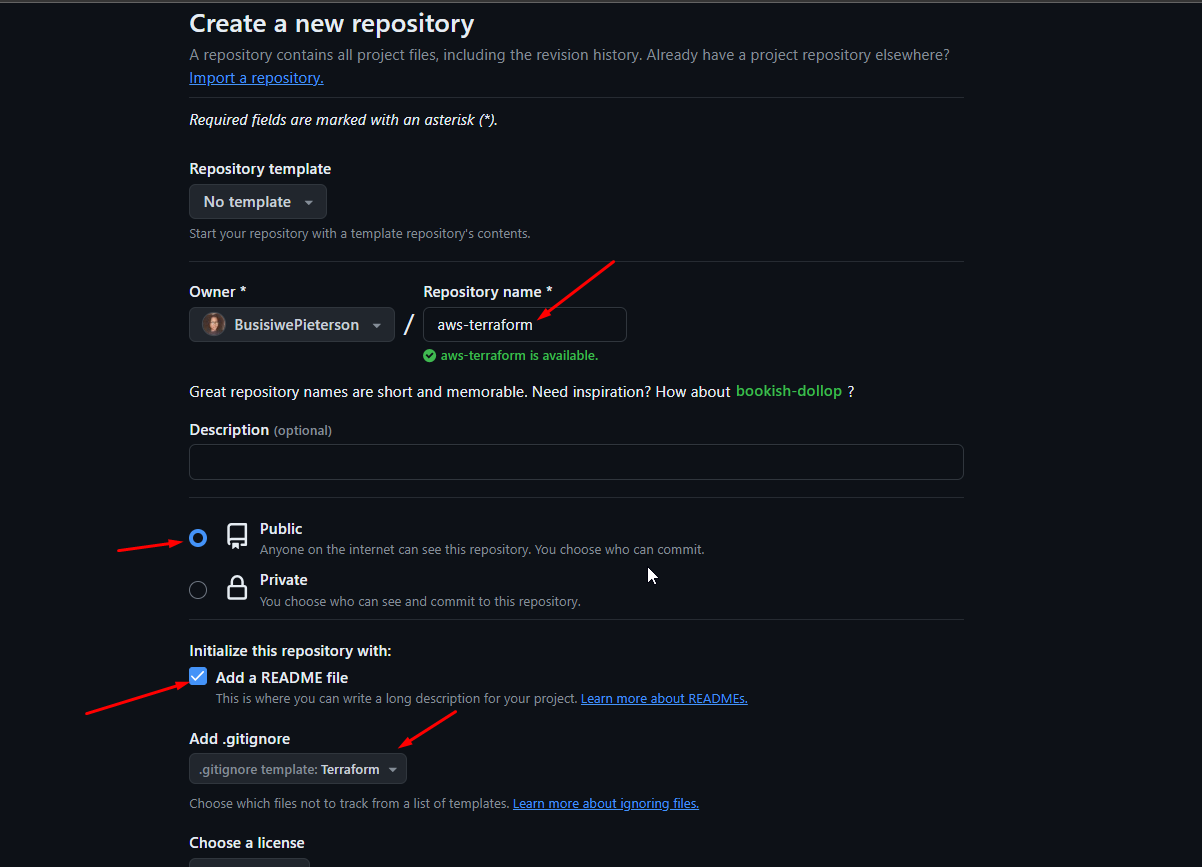 Create a new repository
A repository contains all project files, including the revision history. Already have a project repository elsewhere?
Import a repository.
Required fields are marked with an asterisk (*).
Repository template
No template
Start your repository with a template repository's contents.
Owner *
Repository name *
BusisiwePieterson
/
aws-terraform
aws-terraform is available.
Great repository names are short and memorable. Need inspiration? How about bookish-dollop ?
Description (optional)
Public
Anyone on the internet can see this repository. You choose who can commit.
Private
You choose who can see and commit to this repository.
Initialize this repository with:
Add a README file
This is where you can write a long description for your project. Learn more about READMEs.
Add .gitignore
.gitignore template: Terraform
Choose which files not to track from a list of templates. Learn more about ignoring files.
Choose a license